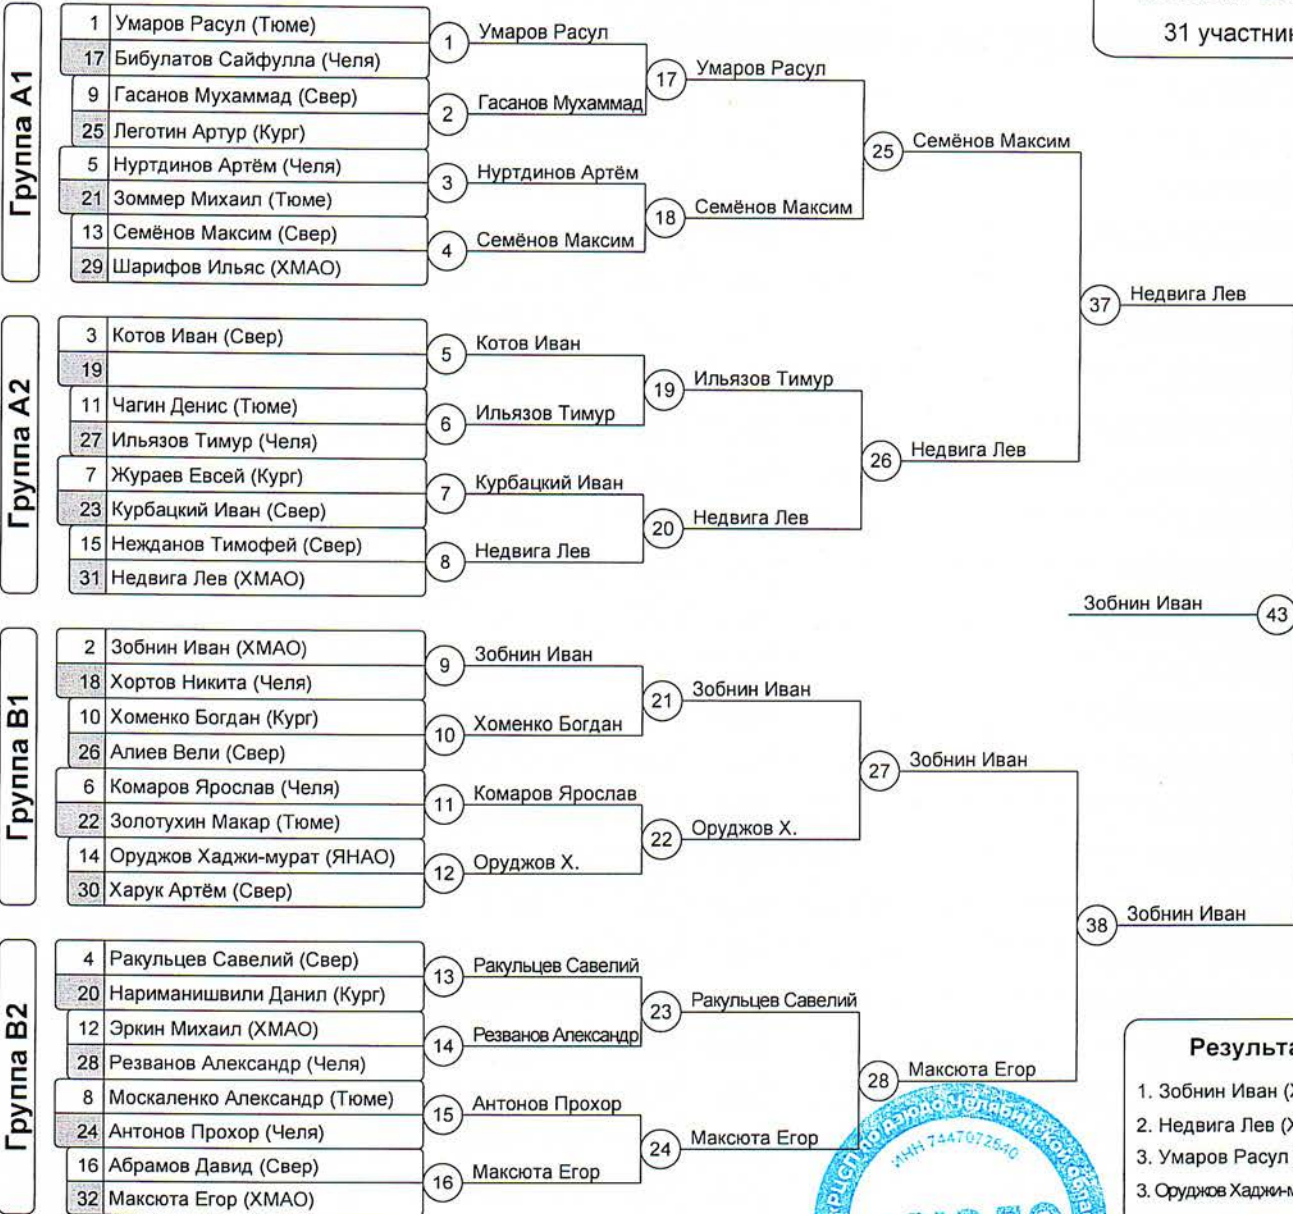 31 участник
Группа A1
1 Умаров Расул (Тюме)
17 Бибулатов Сайфулла (Челя)
9 Гасанов Мухаммад (Свер)
25 Леготин Артур (Кург)
5 Нуртдинов Артём (Челя)
21 Зоммер Михаил (Тюме)
13 Семёнов Максим (Свер)
29 Шарифов Ильяс (ХМАО)
1 Умаров Расул
2 Гасанов Мухаммад
3 Нуртдинов Артём
4 Семёнов Максим
17 Умаров Расул
18 Семёнов Максим
25 Семёнов Максим
Группа A2
3 Котов Иван (Свер)
19
11 Чагин Денис (Тюме)
27 Ильязов Тимур (Челя)
7 Жураев Евсей (Кург)
23 Курбацкий Иван (Свер)
15 Нежданов Тимофей (Свер)
31 Недвига Лев (ХМАО)
5 Котов Иван
6 Ильязов Тимур
7 Курбацкий Иван
8 Недвига Лев
19 Ильязов Тимур
20 Недвига Лев
26 Недвига Лев
37 Недвига Лев
Зобнин Иван 43
Группа B1
2 Зобнин Иван (ХМАО)
18 Хортов Никита (Челя)
10 Хоменко Богдан (Кург)
26 Алиев Вели (Свер)
6 Комаров Ярослав (Челя)
22 Золотухин Макар (Тюме)
14 Оруджов Хаджи-мурат (ЯНАО)
30 Харук Артём (Свер)
9 Зобнин Иван
10 Хоменко Богдан
11 Комаров Ярослав
12 Оруджов Х.
21 Зобнин Иван
22 Оруджов Х.
27 Зобнин Иван
38 Зобнин Иван
Группа B2
4 Ракульцев Савелий (Свер)
20 Нариманишвили Данил (Кург)
12 Эркин Михаил (ХМАО)
28 Резванов Александр (Челя)
8 Москаленко Александр (Тюме)
24 Антонов Прохор (Челя)
16 Абрамов Давид (Свер)
32 Максюта Егор (ХМАО)
13 Ракульцев Савелий
14 Резванов Александр
15 Антонов Прохор
16 Максюта Егор
23 Ракульцев Савелий
24 Максюта Егор
28 Максюта Егор
по дзюдо Челябинской
ИНН 7447072640
Результа
1. Зобнин Иван (
2. Недвига Лев (
3. Умаров Расул
3. Оруджов Хаджи-м